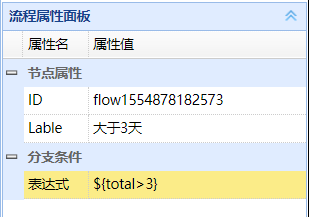 流程属性面板
属性名 属性值
节点属性
ID flow1554878182573
Lable 大于3天
分支条件
表达式 ${total>3}